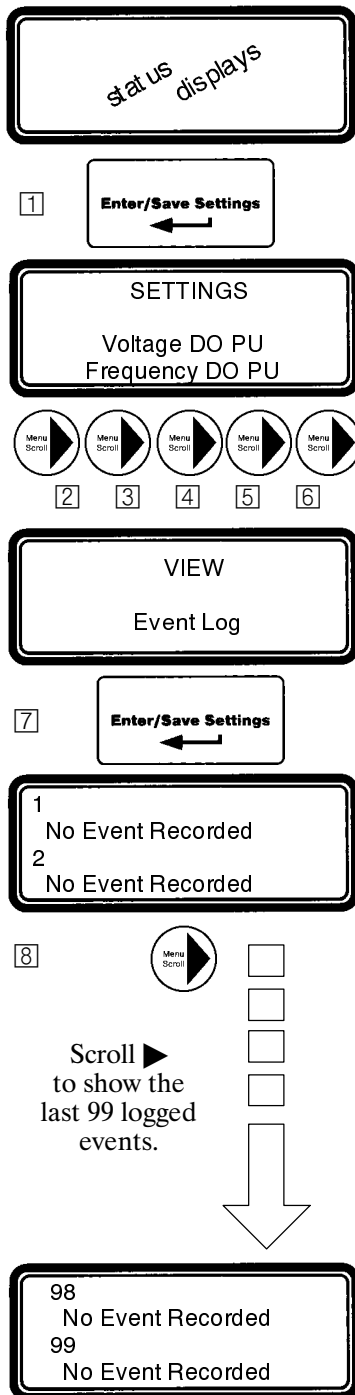 status displays
1
Enter/Save Settings
SETTINGS
Voltage DO PU
Frequency DO PU
Menu Scroll
Menu Scroll
Menu Scroll
Menu Scroll
Menu Scroll
2 3 4 5 6
VIEW
Event Log
7
Enter/Save Settings
1
No Event Recorded
2
No Event Recorded
8
Menu Scroll
Scroll ▶
to show the
last 99 logged
events.
98
No Event Recorded
99
No Event Recorded